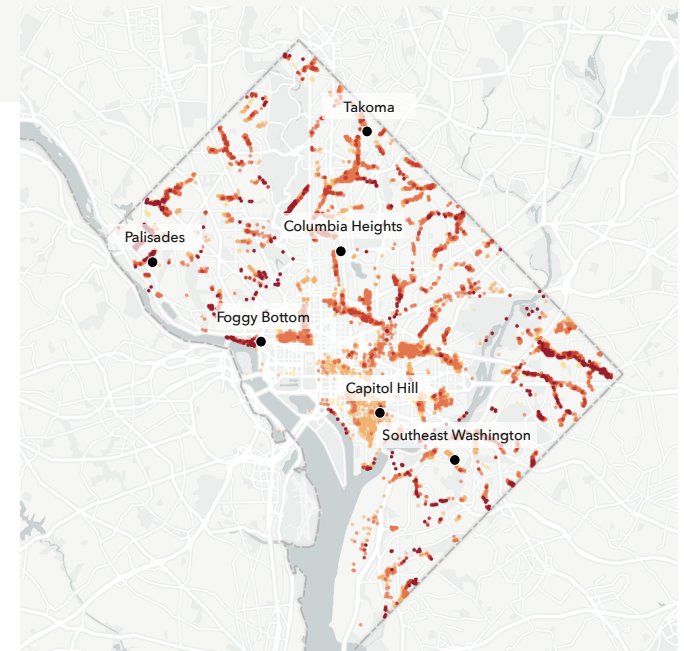 Takoma
Columbia Heights
Palisades
Foggy Bottom
Capitol Hill
Southeast Washington